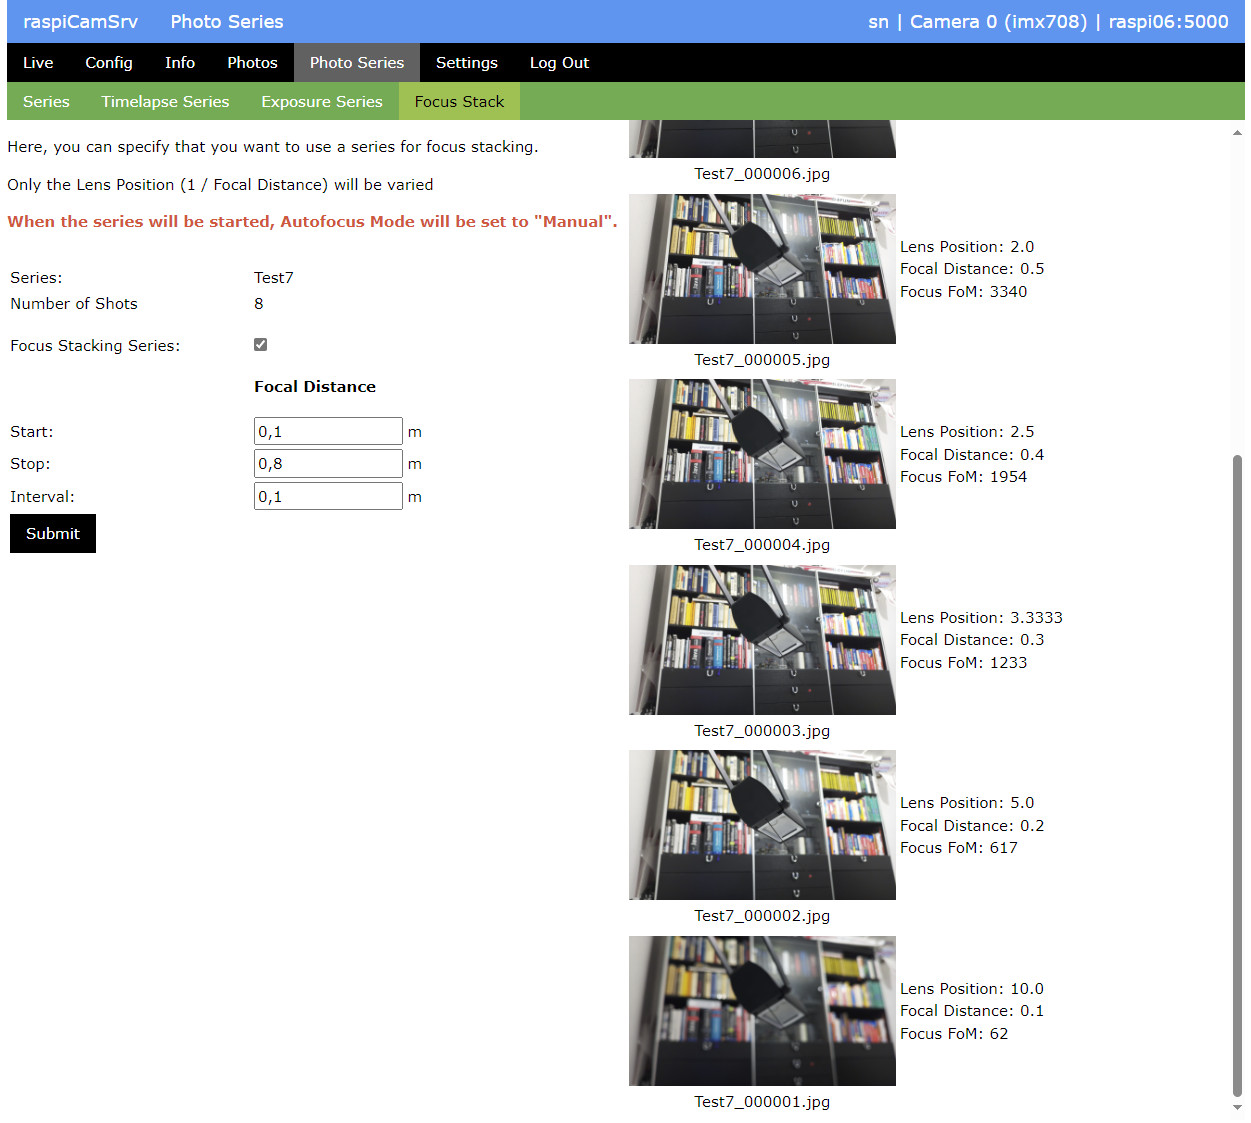 raspiCamSrv Photo Series sn | Camera 0 (imx708) | raspi06:5000
Live Config Info Photos Photo Series Settings Log Out
Series Timelapse Series Exposure Series Focus Stack
Here, you can specify that you want to use a series for focus stacking.
Only the Lens Position (1 / Focal Distance) will be varied
When the series will be started, Autofocus Mode will be set to "Manual".
Series: Test7
Number of Shots 8
Focus Stacking Series:
Focal Distance
Start: 0,1 m
Stop: 0,8 m
Interval: 0,1 m
Submit
Test7_000006.jpg
Lens Position: 2.0
Focal Distance: 0.5
Focus FoM: 3340
Test7_000005.jpg
Lens Position: 2.5
Focal Distance: 0.4
Focus FoM: 1954
Test7_000004.jpg
Lens Position: 3.3333
Focal Distance: 0.3
Focus FoM: 1233
Test7_000003.jpg
Lens Position: 5.0
Focal Distance: 0.2
Focus FoM: 617
Test7_000002.jpg
Lens Position: 10.0
Focal Distance: 0.1
Focus FoM: 62
Test7_000001.jpg